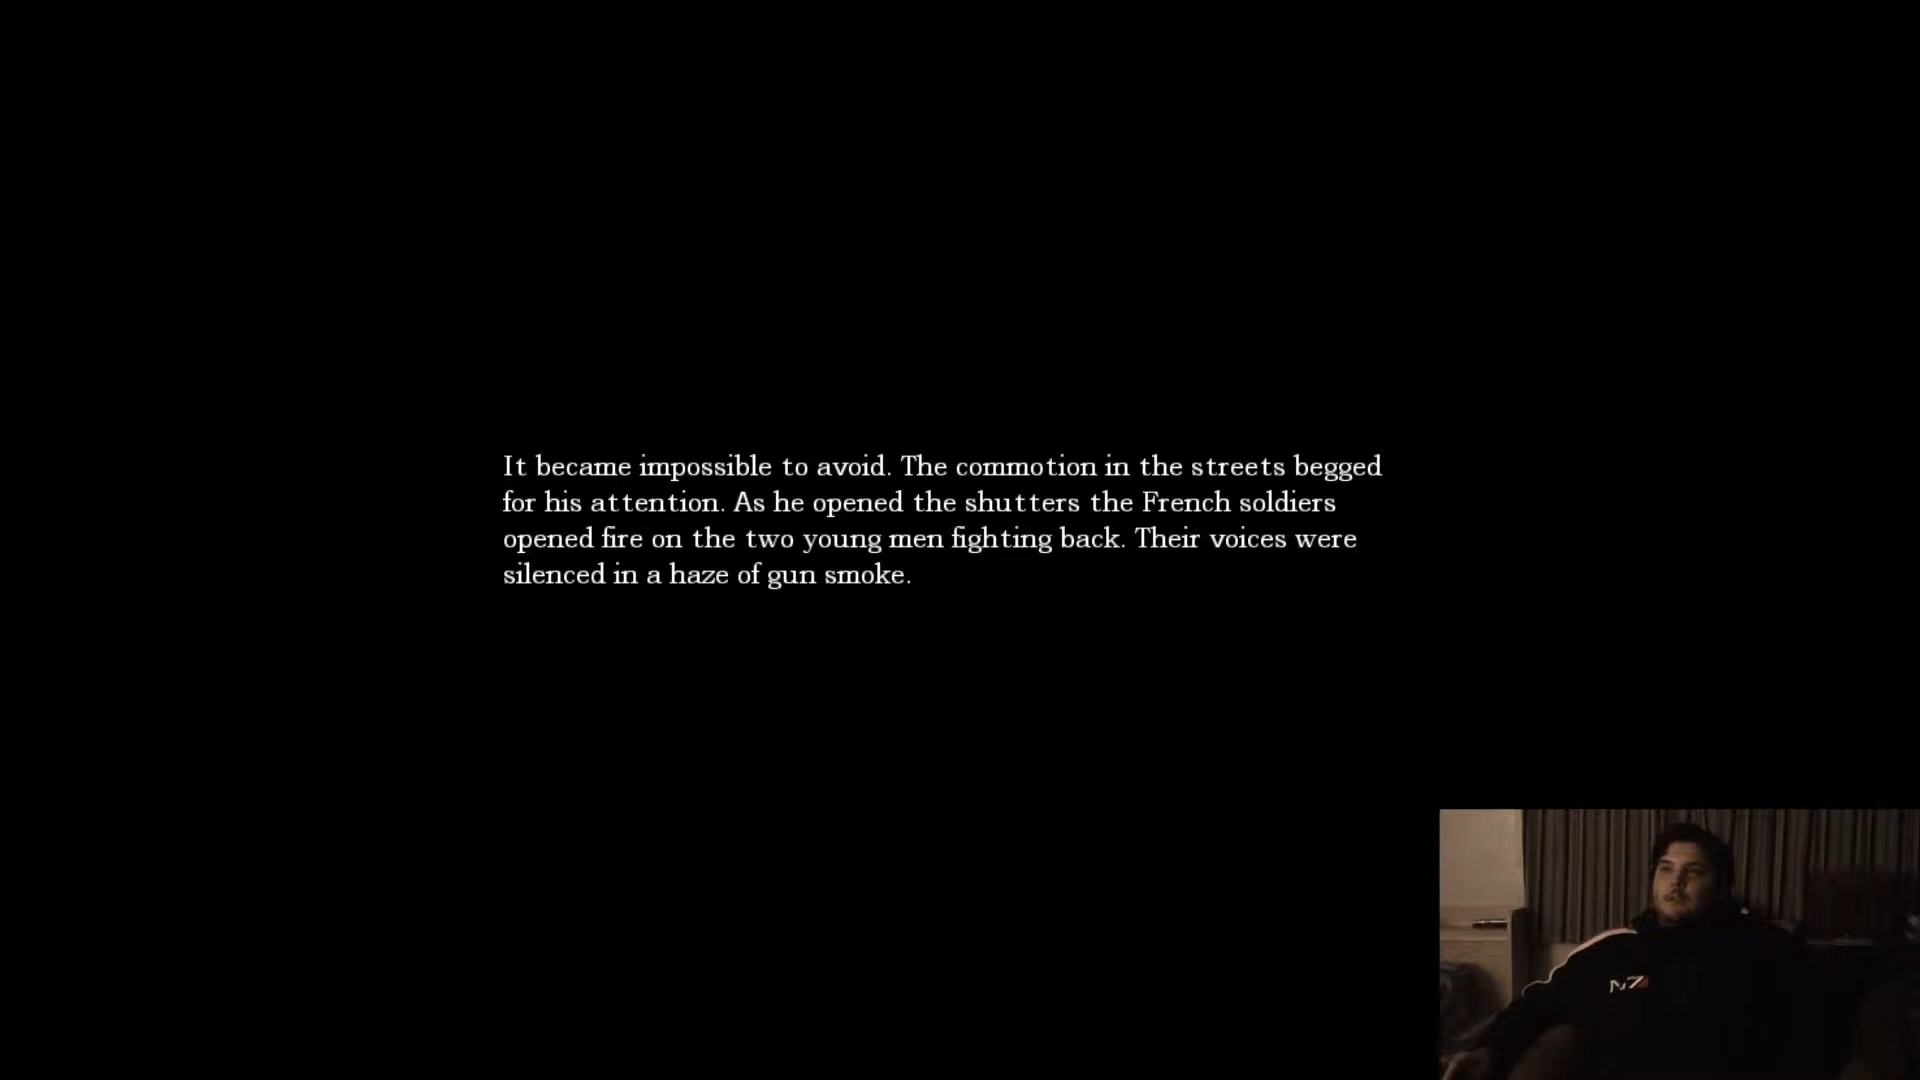 It became impossible to avoid. The commotion in the streets begged
for his attention. As he opened the shutters the French soldiers
opened fire on the two young men fighting back. Their voices were
silenced in a haze of gun smoke.
N7